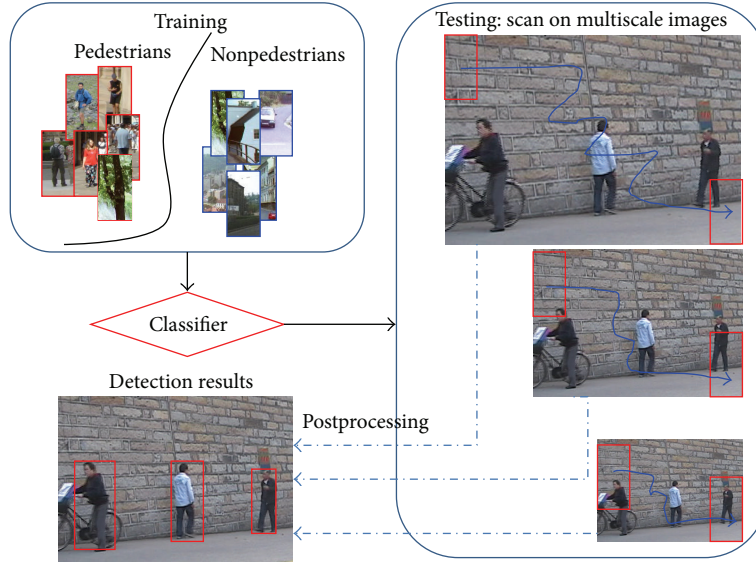 Training
Pedestrians
Nonpedestrians
Classifier
Testing: scan on multiscale images
Detection results
Postprocessing